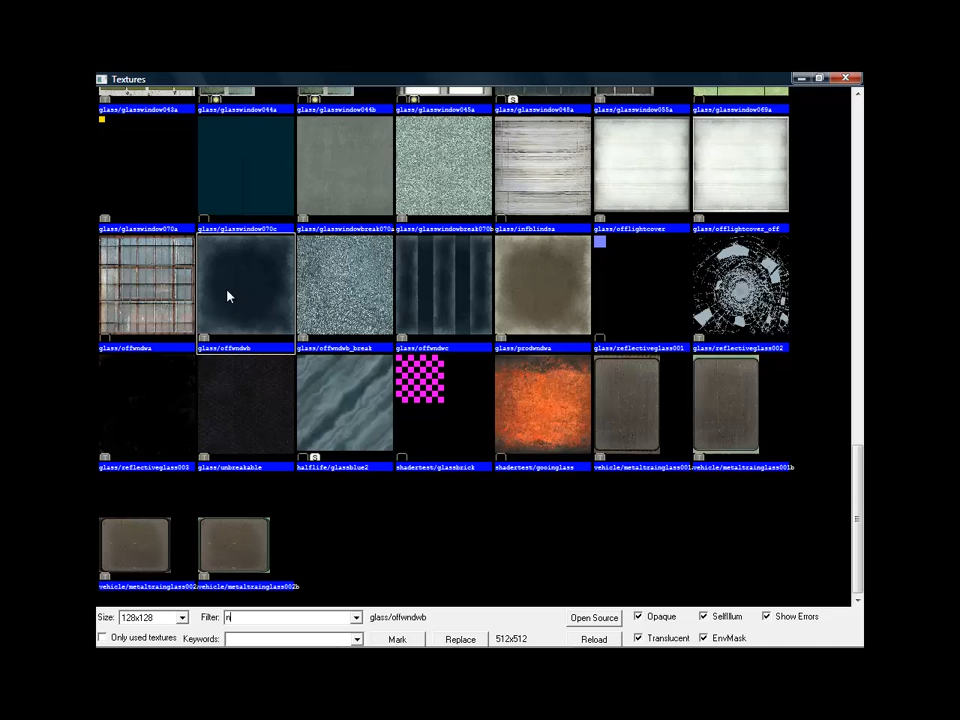 Textures
glass/glasswindow043a glass/glasswindow044a glass/glasswindow044b glass/glasswindow045a glass/glasswindow048a glass/glasswindow055a glass/glasswindow069a
glass/glasswindow070a glass/glasswindow070c glass/glasswindowbreak070a glass/glasswindowbreak070b glass/infblindsa glass/offlightcover glass/offlightcover_off
glass/offwndwa glass/offwndwb glass/offwndwb_break glass/offwndwc glass/prodwndwa glass/reflectiveglass001 glass/reflectiveglass002
glass/reflectiveglass003 glass/unbreakable halflife/glassblue2 shadertest/glassbrick shadertest/gooinglass vehicle/metaltrainglass001 vehicle/metaltrainglass001b
vehicle/metaltrainglass002 vehicle/metaltrainglass002b
Size: 128x128 Filter: n glass/offwndwb Open Source Opaque SelfIllum Show Errors
Only used textures Keywords: Mark Replace 512x512 Reload Translucent EnvMask